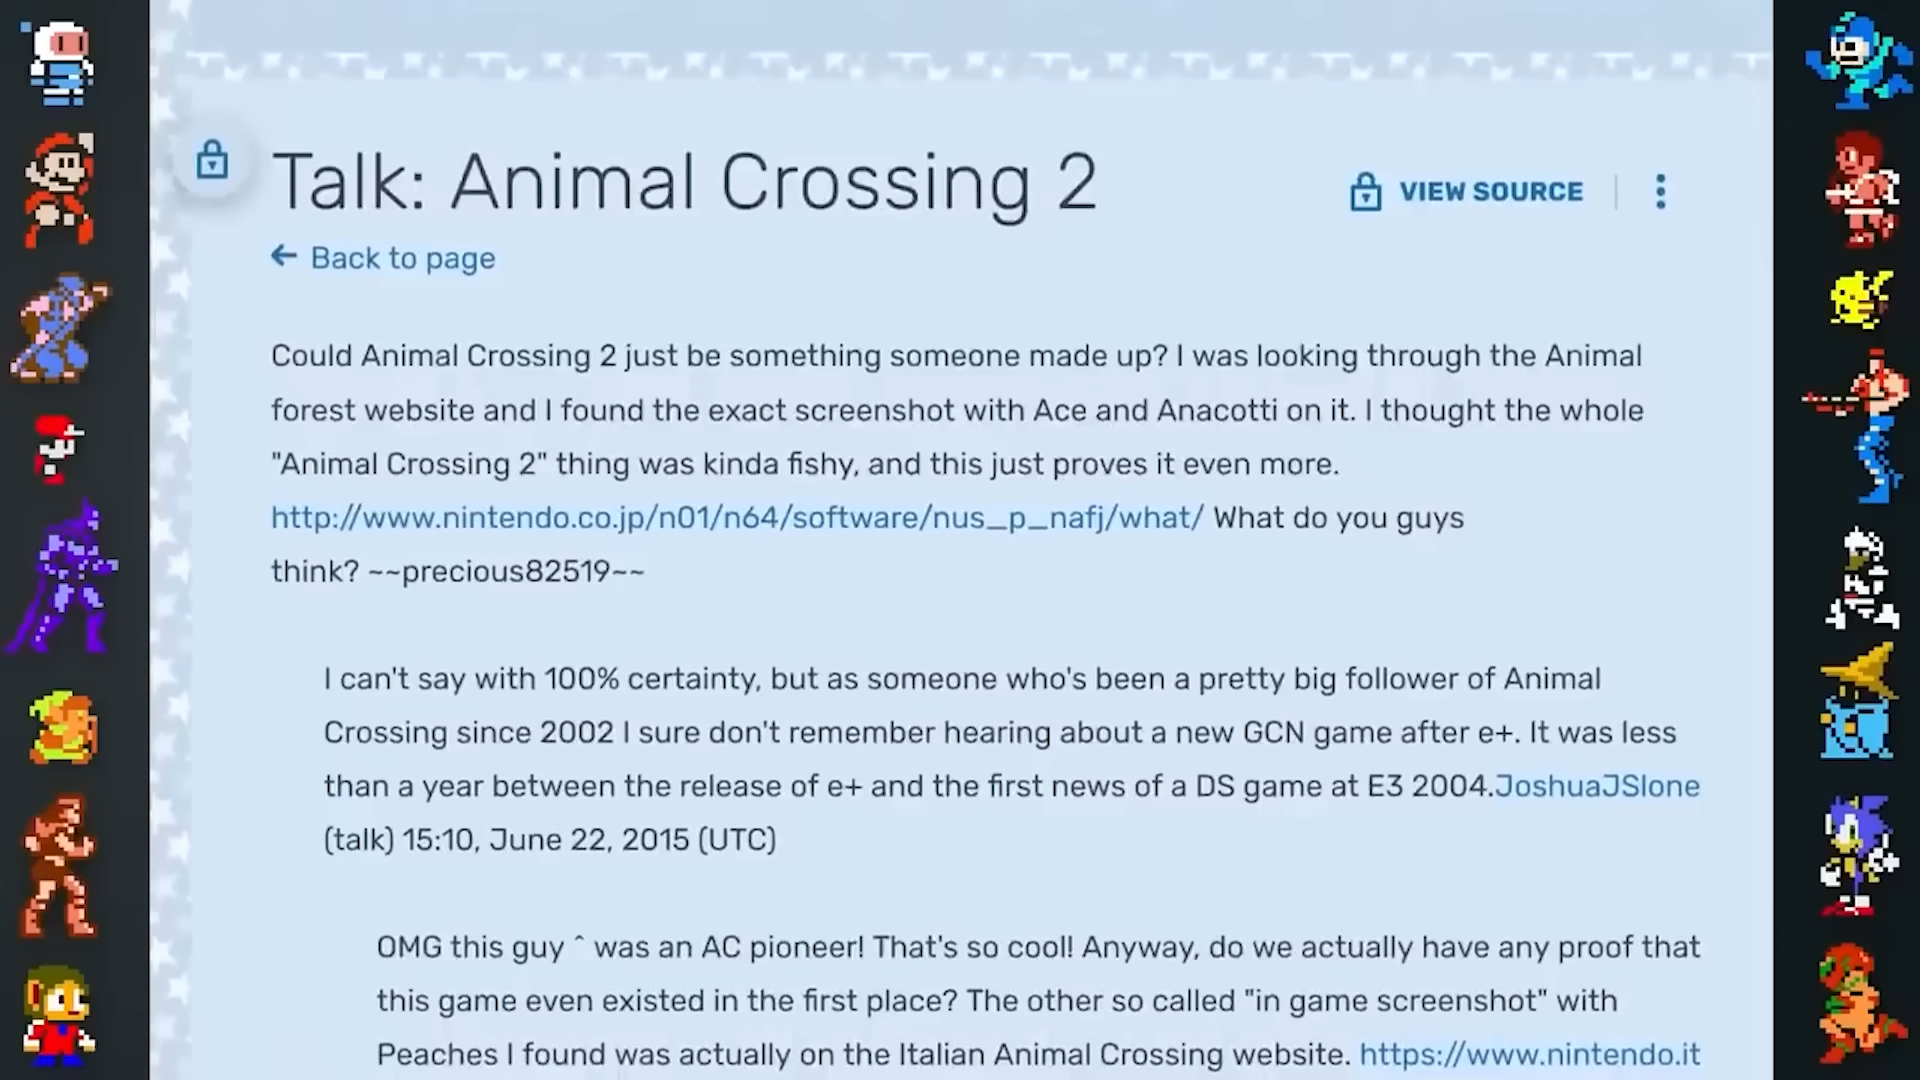 Talk: Animal Crossing 2
VIEW SOURCE
← Back to page
Could Animal Crossing 2 just be something someone made up? I was looking through the Animal
forest website and I found the exact screenshot with Ace and Anacotti on it. I thought the whole
"Animal Crossing 2" thing was kinda fishy, and this just proves it even more.
http://www.nintendo.co.jp/n01/n64/software/nus_p_nafj/what/ What do you guys
think? ~~precious82519~~
I can't say with 100% certainty, but as someone who's been a pretty big follower of Animal
Crossing since 2002 I sure don't remember hearing about a new GCN game after e+. It was less
than a year between the release of e+ and the first news of a DS game at E3 2004.JoshuaJSlone
(talk) 15:10, June 22, 2015 (UTC)
OMG this guy ^ was an AC pioneer! That's so cool! Anyway, do we actually have any proof that
this game even existed in the first place? The other so called "in game screenshot" with
Peaches I found was actually on the Italian Animal Crossing website. https://www.nintendo.it